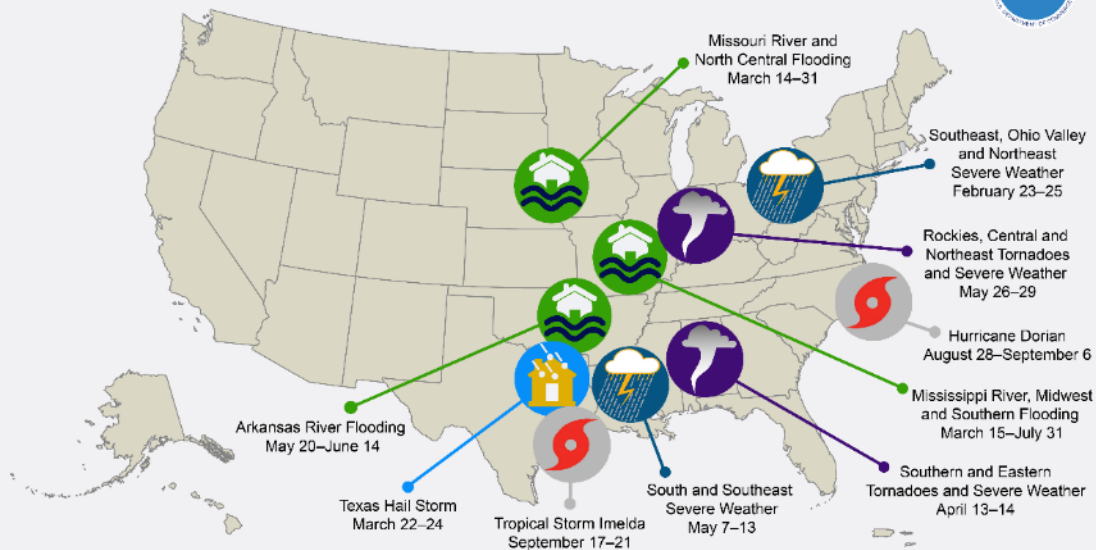 DEPARTMENT OF COMMERCE
Missouri River and
North Central Flooding
March 14–31
Southeast, Ohio Valley
and Northeast
Severe Weather
February 23–25
Rockies, Central and
Northeast Tornadoes
and Severe Weather
May 26–29
Hurricane Dorian
August 28–September 6
Mississippi River, Midwest
and Southern Flooding
March 15–July 31
Arkansas River Flooding
May 20–June 14
Southern and Eastern
Tornadoes and Severe Weather
April 13–14
Texas Hail Storm
March 22–24
Tropical Storm Imelda
September 17–21
South and Southeast
Severe Weather
May 7–13